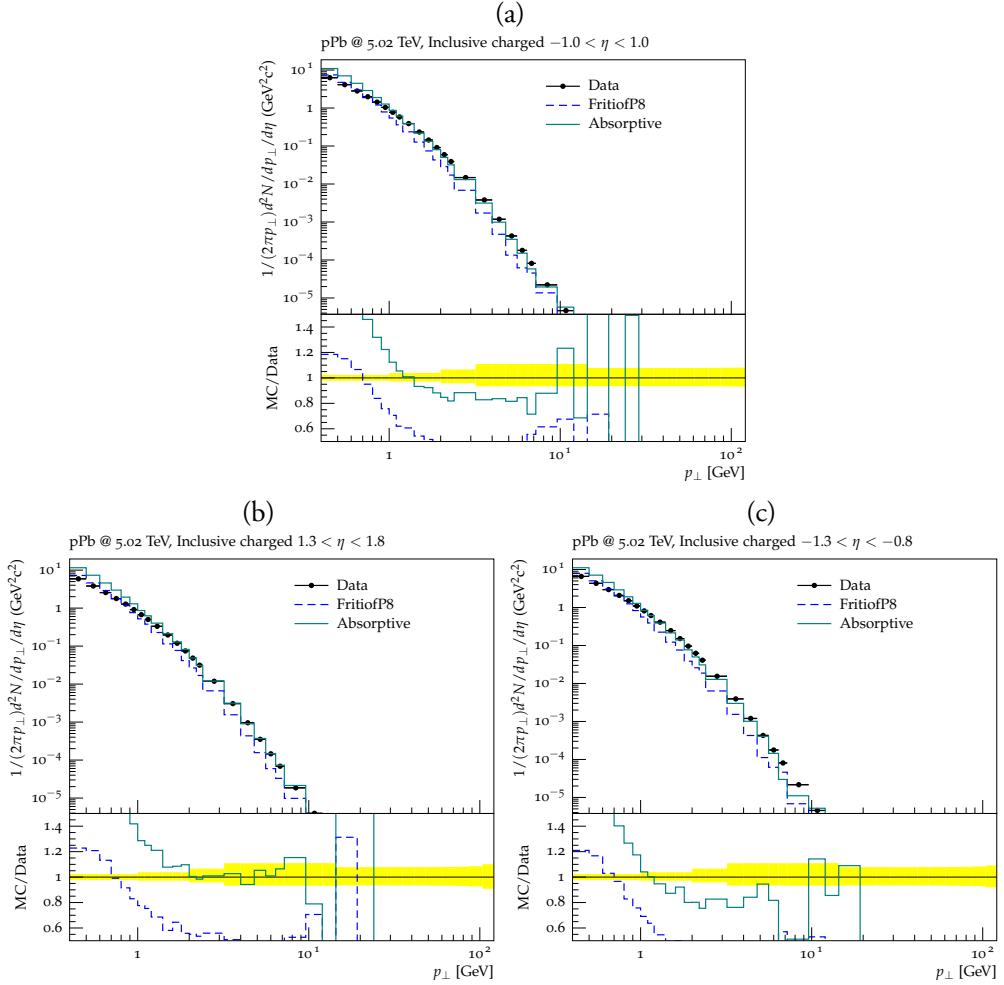 (a)
pPb @ 5.02 TeV, Inclusive charged −1.0 < η < 1.0
1/(2πp⊥)d²N/dp⊥/dη (GeV²c²)
10¹
1
10⁻¹
10⁻²
10⁻³
10⁻⁴
10⁻⁵
Data
FritiofP8
Absorptive
MC/Data
1.4
1.2
1
0.8
0.6
1
10¹
10²
p⊥ [GeV]
(b)
pPb @ 5.02 TeV, Inclusive charged 1.3 < η < 1.8
1/(2πp⊥)d²N/dp⊥/dη (GeV²c²)
10¹
1
10⁻¹
10⁻²
10⁻³
10⁻⁴
10⁻⁵
Data
FritiofP8
Absorptive
MC/Data
1.4
1.2
1
0.8
0.6
1
10¹
10²
p⊥ [GeV]
(c)
pPb @ 5.02 TeV, Inclusive charged −1.3 < η < −0.8
1/(2πp⊥)d²N/dp⊥/dη (GeV²c²)
10¹
1
10⁻¹
10⁻²
10⁻³
10⁻⁴
10⁻⁵
Data
FritiofP8
Absorptive
MC/Data
1.4
1.2
1
0.8
0.6
1
10¹
10²
p⊥ [GeV]